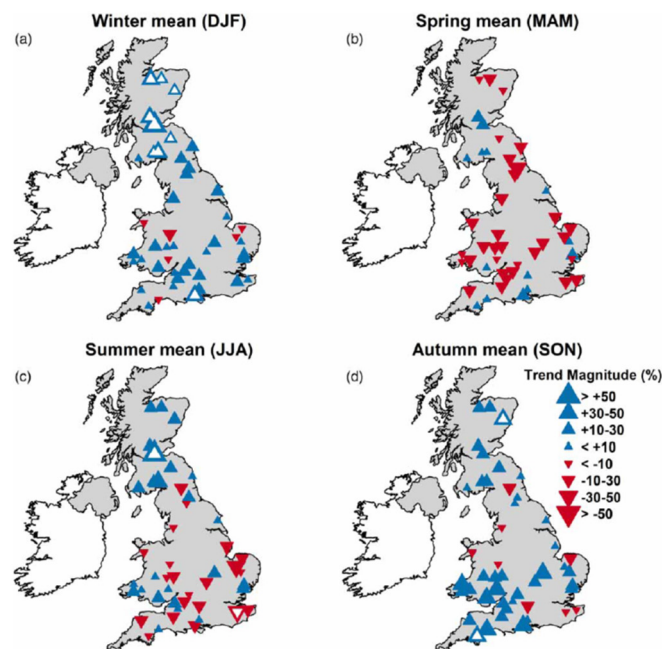 Winter mean (DJF)
Spring mean (MAM)
(a)
(b)
Summer mean (JJA)
Autumn mean (SON)
(c)
(d)
Trend Magnitude (%)
> +50
+30-50
+10-30
< +10
< -10
-10-30
-30-50
> -50